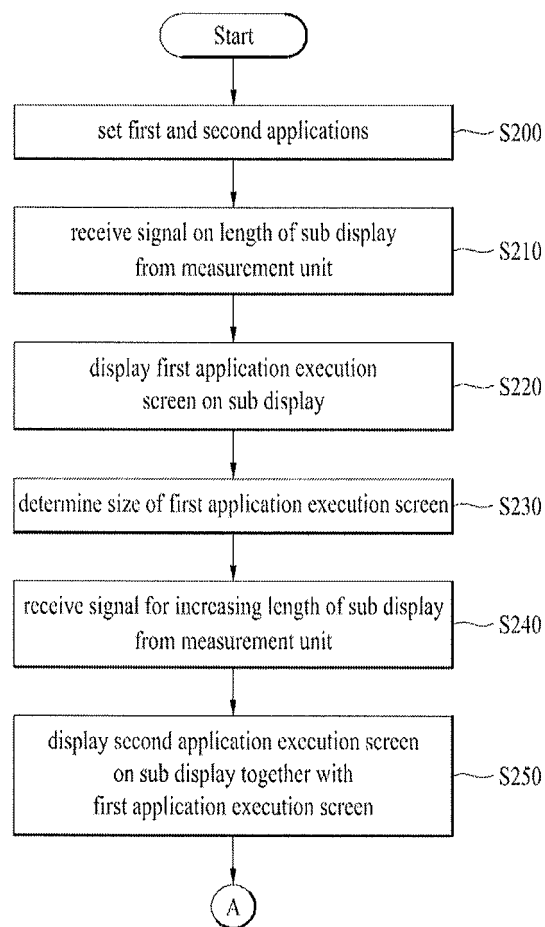 Start
set first and second applications
S200
receive signal on length of sub display
from measurement unit
S210
display first application execution
screen on sub display
S220
determine size of first application execution screen
S230
receive signal for increasing length of sub display
from measurement unit
S240
display second application execution screen
on sub display together with
first application execution screen
S250
A